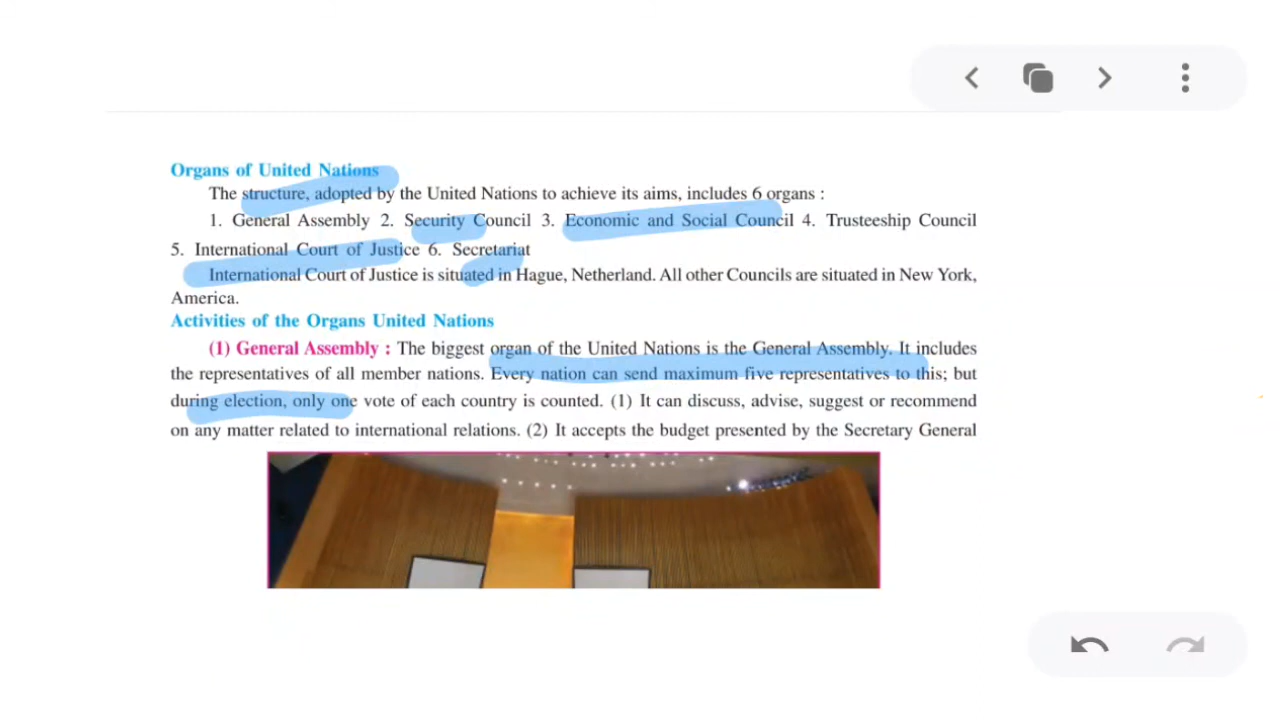 Organs of United Nations
The structure, adopted by the United Nations to achieve its aims, includes 6 organs :
1. General Assembly 2. Security Council 3. Economic and Social Council 4. Trusteeship Council
5. International Court of Justice 6. Secretariat
International Court of Justice is situated in Hague, Netherland. All other Councils are situated in New York,
America.
Activities of the Organs United Nations
(1) General Assembly : The biggest organ of the United Nations is the General Assembly. It includes
the representatives of all member nations. Every nation can send maximum five representatives to this; but
during election, only one vote of each country is counted. (1) It can discuss, advise, suggest or recommend
on any matter related to international relations. (2) It accepts the budget presented by the Secretary General